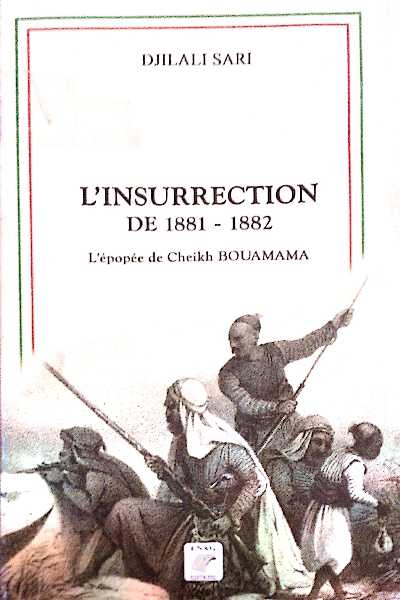 DJILALI SARI
L'INSURRECTION
DE 1881 - 1882
L'épopée de Cheikh BOUAMAMA